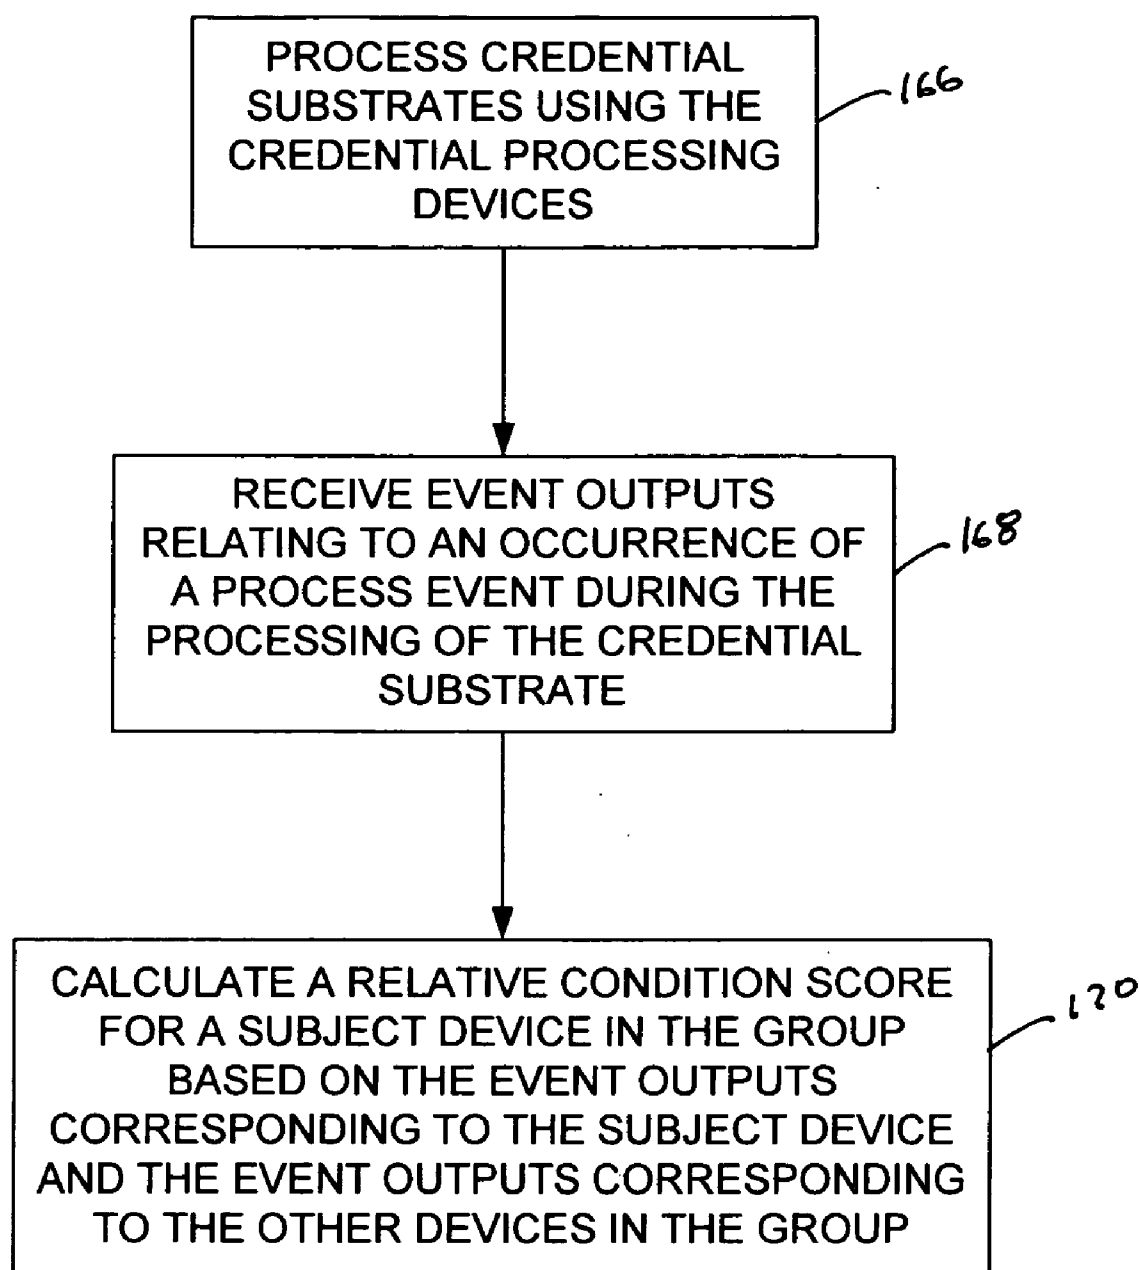 PROCESS CREDENTIAL
SUBSTRATES USING THE
CREDENTIAL PROCESSING
DEVICES
166
RECEIVE EVENT OUTPUTS
RELATING TO AN OCCURRENCE OF
A PROCESS EVENT DURING THE
PROCESSING OF THE CREDENTIAL
SUBSTRATE
168
CALCULATE A RELATIVE CONDITION SCORE
FOR A SUBJECT DEVICE IN THE GROUP
BASED ON THE EVENT OUTPUTS
CORRESPONDING TO THE SUBJECT DEVICE
AND THE EVENT OUTPUTS CORRESPONDING
TO THE OTHER DEVICES IN THE GROUP
170